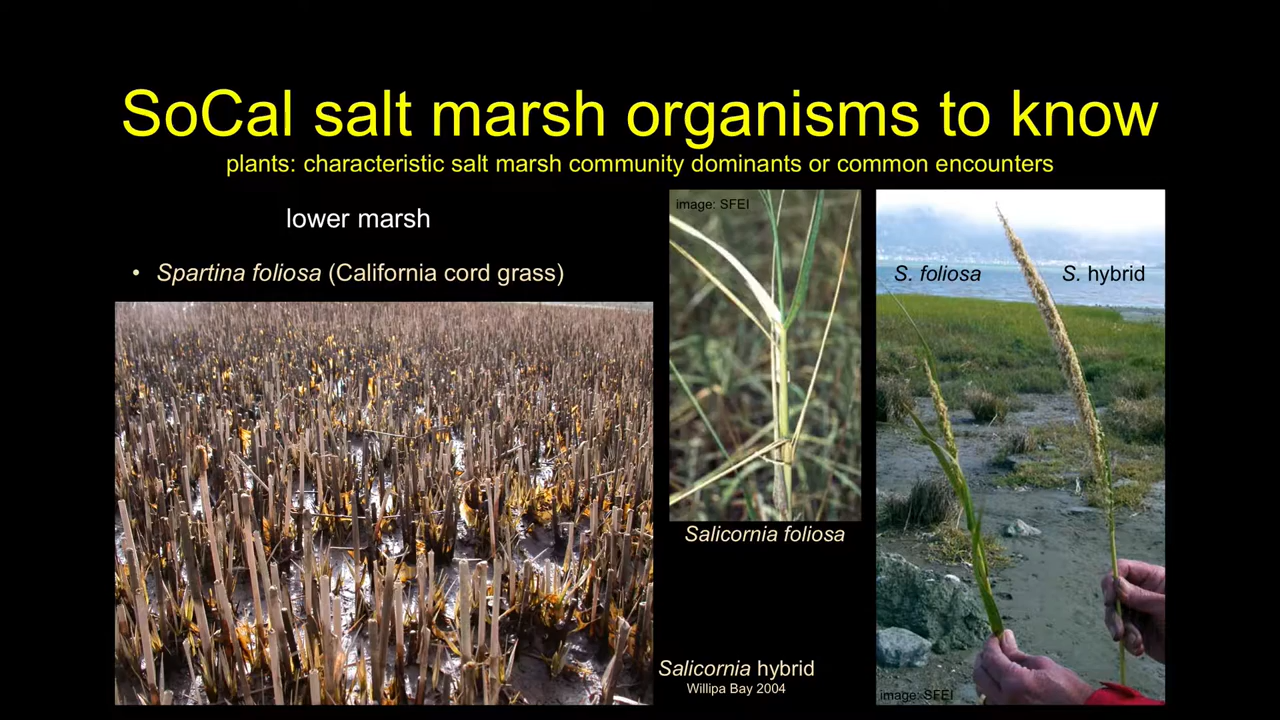 SoCal salt marsh organisms to know
plants: characteristic salt marsh community dominants or common encounters
lower marsh
• Spartina foliosa (California cord grass)
image: SFEI
Salicornia foliosa
S. foliosa
S. hybrid
image: SFEI
Salicornia hybrid
Willipa Bay 2004